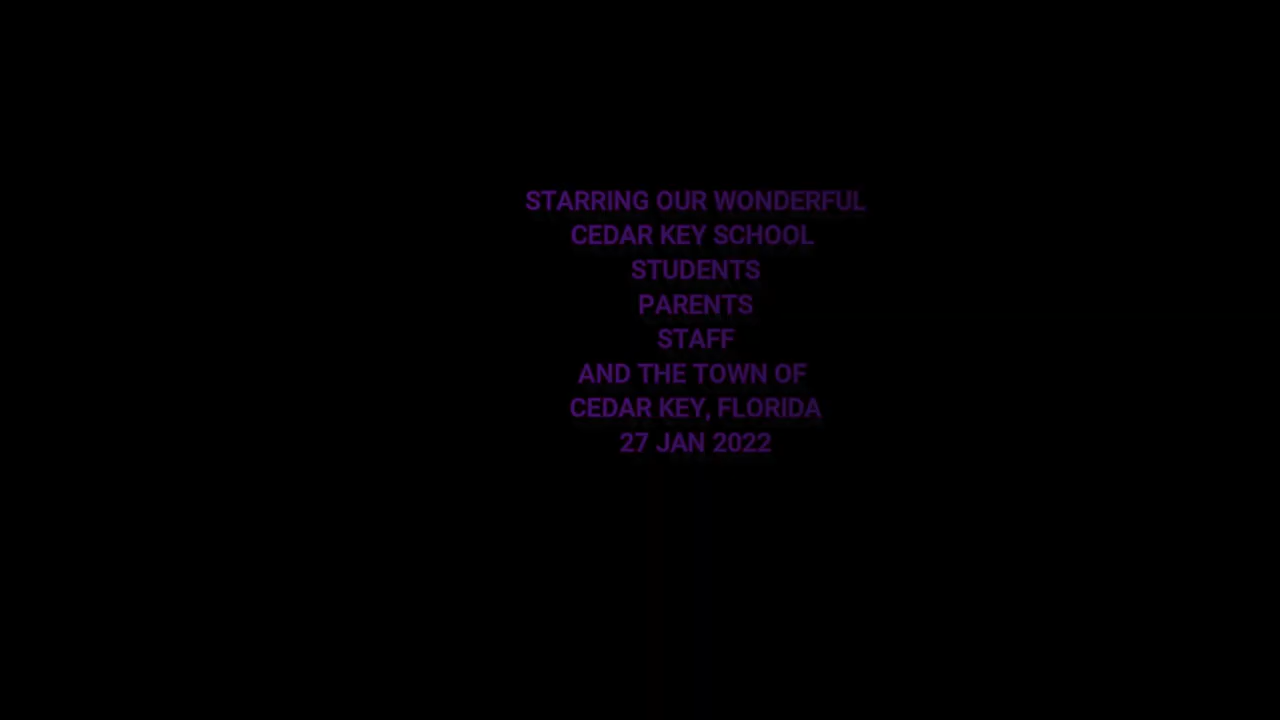 STARRING OUR WONDERFUL
CEDAR KEY SCHOOL
STUDENTS
PARENTS
STAFF
AND THE TOWN OF
CEDAR KEY, FLORIDA
27 JAN 2022